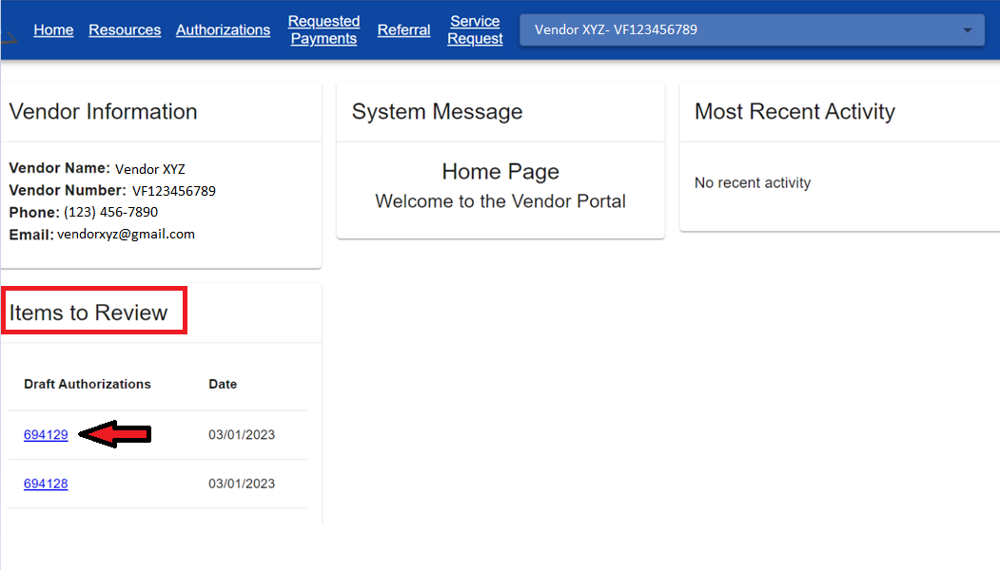 Home
Resources
Authorizations
Requested
Payments
Referral
Service
Request
Vendor XYZ- VF123456789
Vendor Information
Vendor Name: Vendor XYZ
Vendor Number: VF123456789
Phone: (123) 456-7890
Email: vendorxyz@gmail.com
System Message
Home Page
Welcome to the Vendor Portal
Most Recent Activity
No recent activity
Items to Review
Draft Authorizations Date
694129 03/01/2023
694128 03/01/2023